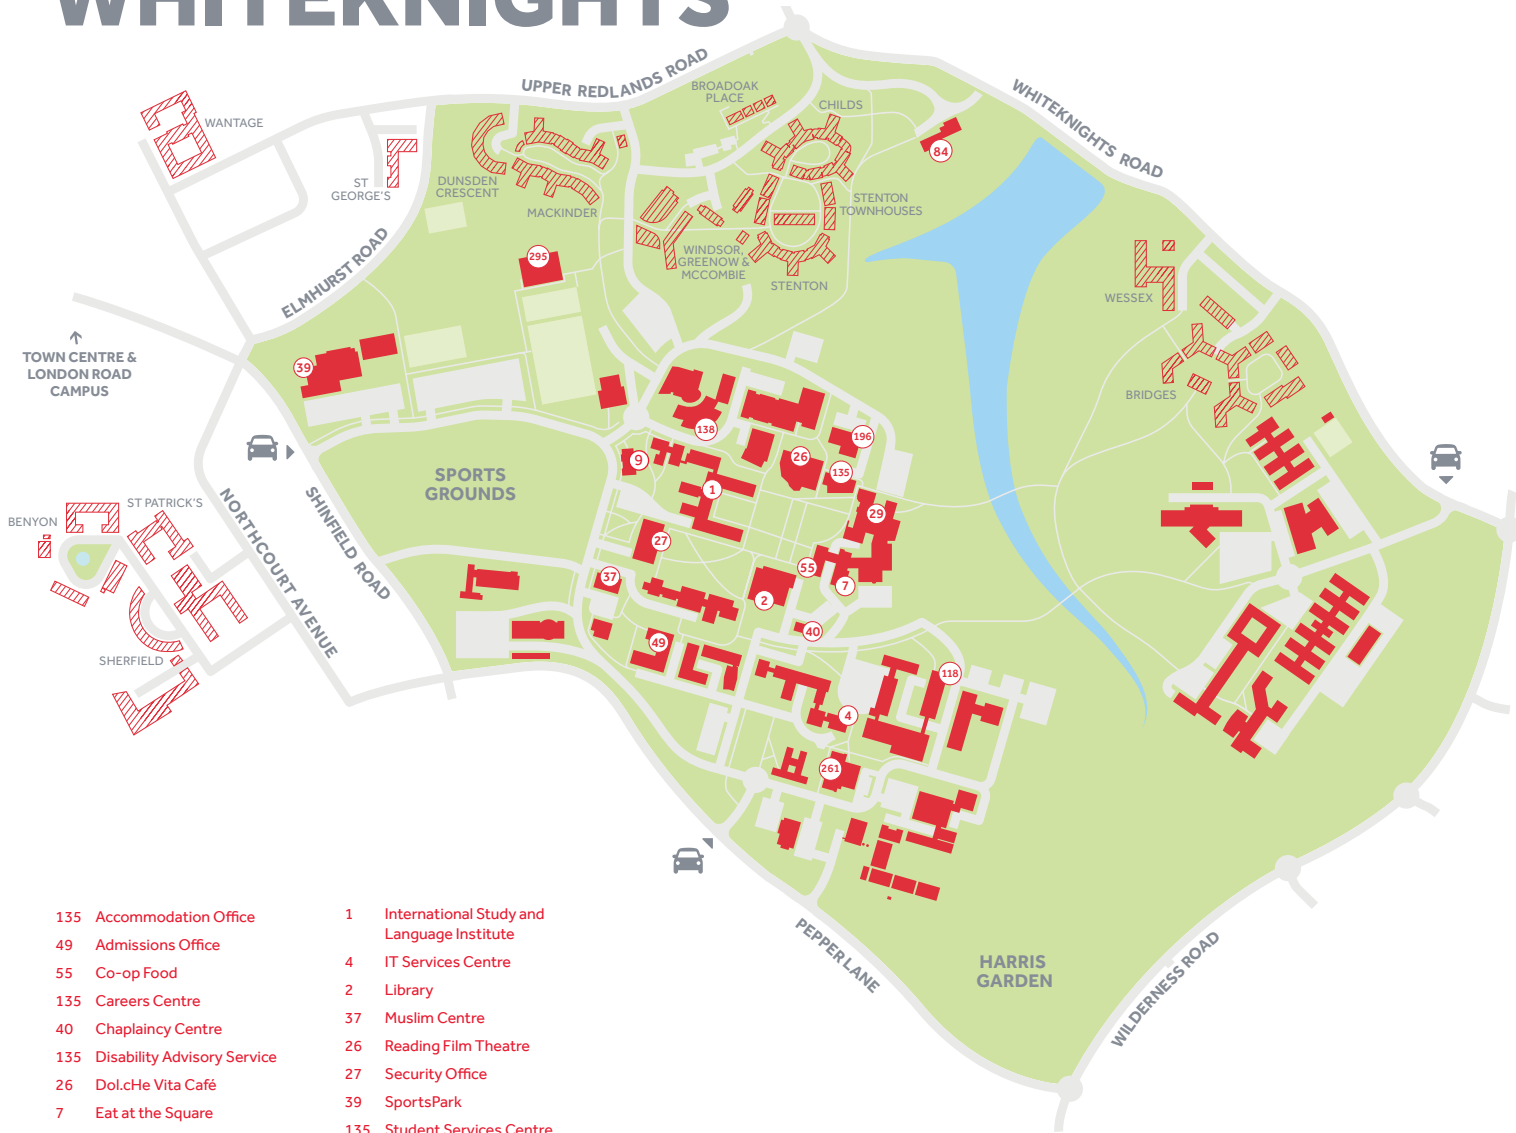 WHITEKNIGHTS
UPPER REDLANDS ROAD
WHITEKNIGHTS ROAD
BROADOAK
PLACE
CHILDS
WANTAGE
84
ST
GEORGE'S
DUNSDEN
CRESCENT
MACKINDER
STENTON
TOWNHOUSES
ELMHURST ROAD
295
WINDSOR,
GREENOW &
MCCOMBIE
STENTON
WESSEX
TOWN CENTRE &
LONDON ROAD
CAMPUS
39
BRIDGES
138
196
9
26
135
SPORTS
GROUNDS
1
NORTHCOURT AVENUE
SHINFIELD ROAD
ST PATRICK'S
BENYON
29
27
55
37
7
2
40
49
SHERFIELD
118
4
261
PEPPER LANE
HARRIS
GARDEN
WILDERNESS ROAD
135 Accommodation Office
49 Admissions Office
55 Co-op Food
135 Careers Centre
40 Chaplaincy Centre
135 Disability Advisory Service
26 Dol.cHe Vita Café
7 Eat at the Square
1 International Study and
Language Institute
4 IT Services Centre
2 Library
37 Muslim Centre
26 Reading Film Theatre
27 Security Office
39 SportsPark
135 Student Services Centre